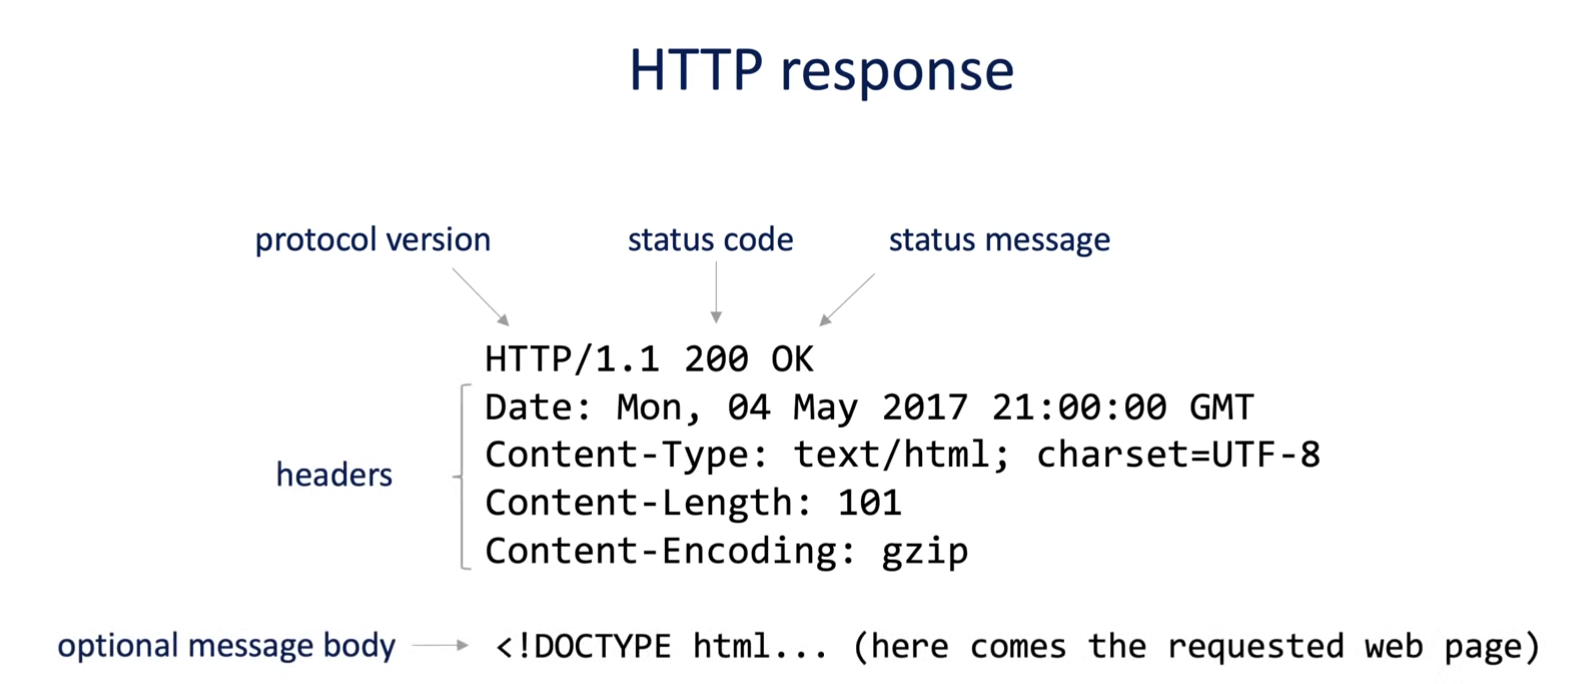 HTTP response
protocol version
status code
status message
HTTP/1.1 200 OK
headers
Date: Mon, 04 May 2017 21:00:00 GMT
Content-Type: text/html; charset=UTF-8
Content-Length: 101
Content-Encoding: gzip
optional message body
<!DOCTYPE html... (here comes the requested web page)